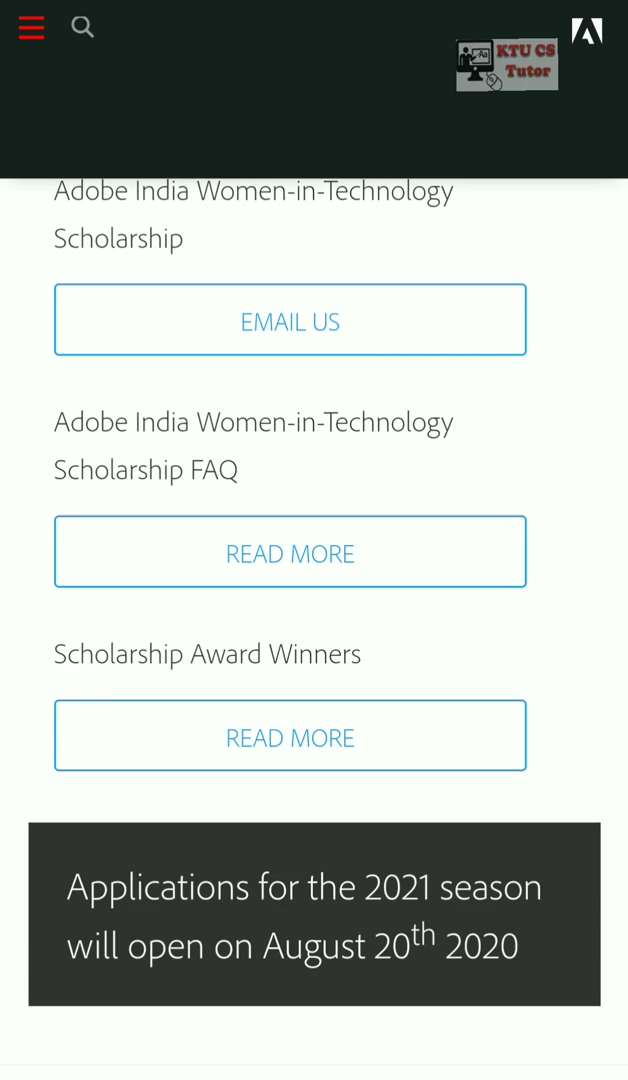 Aa
KTU CS
Tutor
Adobe India Women-in-Technology
Scholarship
EMAIL US
Adobe India Women-in-Technology
Scholarship FAQ
READ MORE
Scholarship Award Winners
READ MORE
Applications for the 2021 season
will open on August 20th 2020